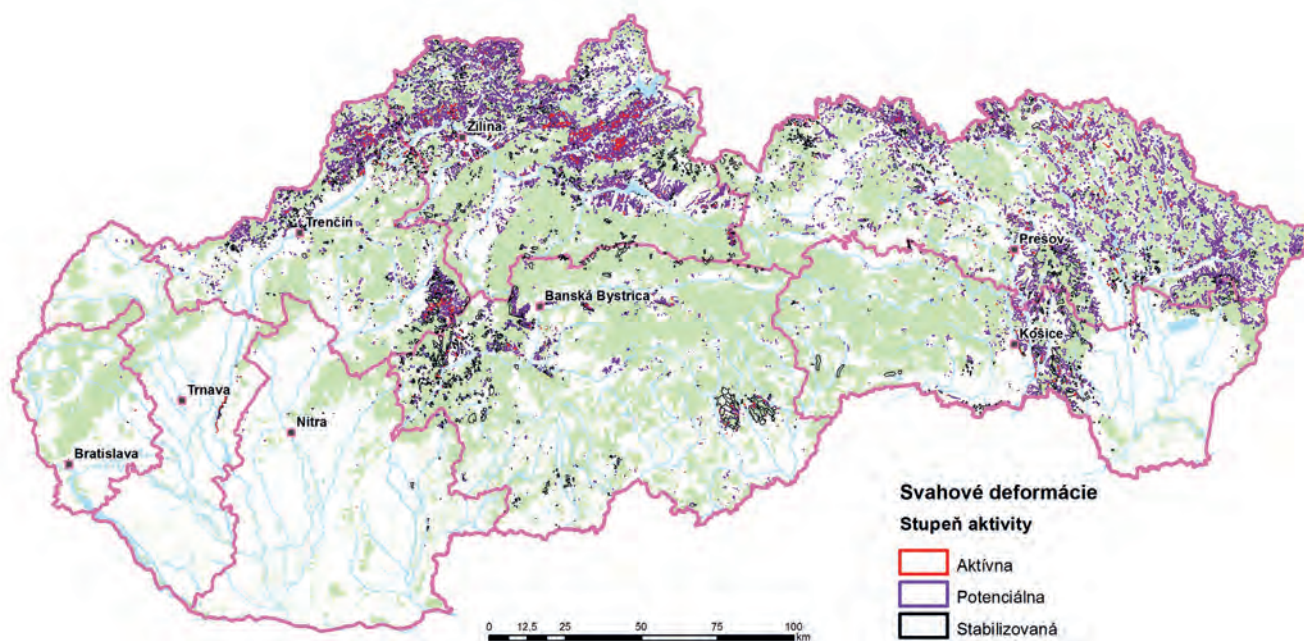 Žilina
Trenčín
Prešov
Banská Bystrica
Košice
Trnava
Nitra
Bratislava
Svahové deformácie
Stupeň aktivity
Aktívna
Potenciálna
Stabilizovaná
0 12,5 25 50 75 100
km